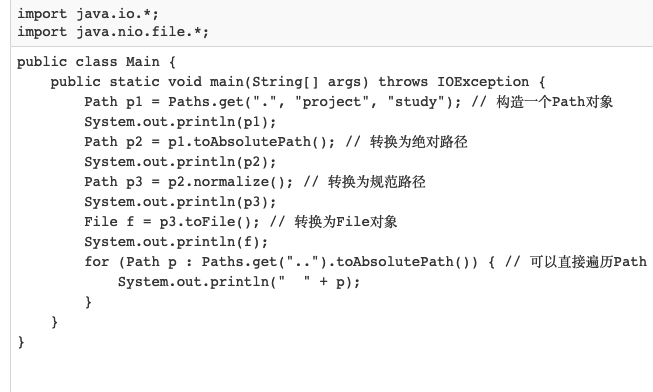 import java.io.*;
import java.nio.file.*;
public class Main {
    public static void main(String[] args) throws IOException {
        Path p1 = Paths.get(".", "project", "study"); // 构造一个Path对象
        System.out.println(p1);
        Path p2 = p1.toAbsolutePath(); // 转换为绝对路径
        System.out.println(p2);
        Path p3 = p2.normalize(); // 转换为规范路径
        System.out.println(p3);
        File f = p3.toFile(); // 转换为File对象
        System.out.println(f);
        for (Path p : Paths.get("..").toAbsolutePath()) { // 可以直接遍历Path
            System.out.println("  " + p);
        }
    }
}